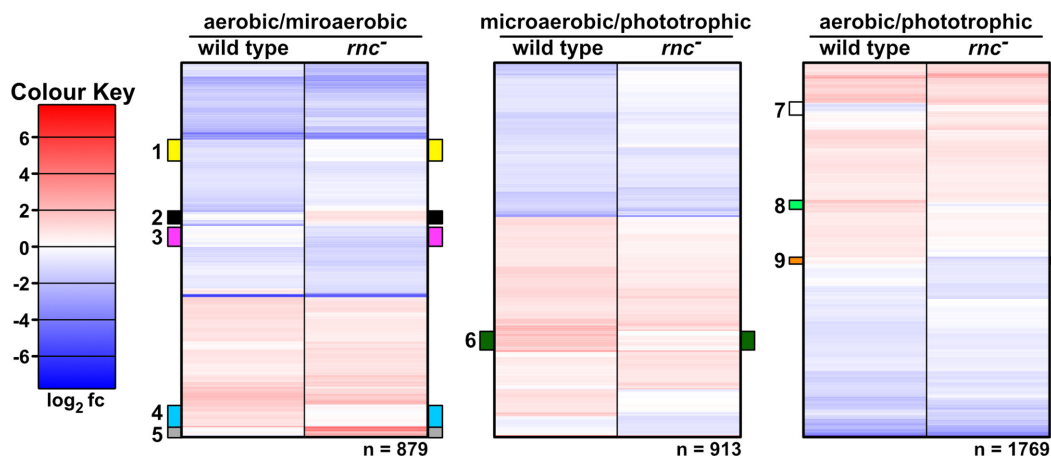 aerobic/miroaerobic
microaerobic/phototrophic
aerobic/phototrophic
wild type rnc-
wild type rnc-
wild type rnc-
Colour Key
6
4
2
0
-2
-4
-6
log2 fc
1
2
3
4
5
6
7
8
9
n = 879
n = 913
n = 1769